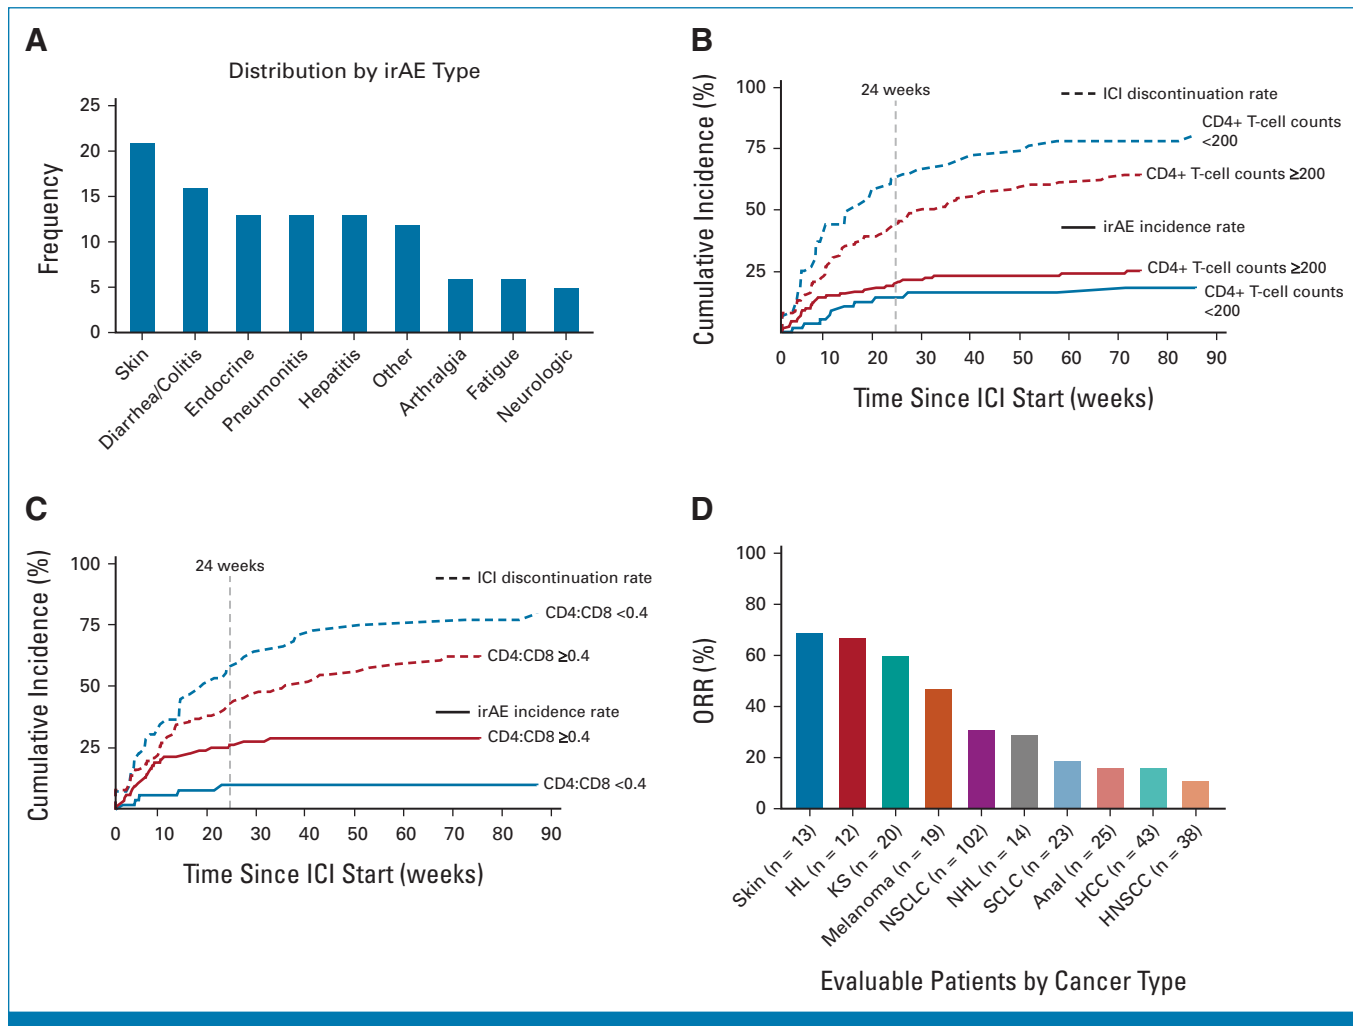 A
Distribution by irAE Type
Frequency
25
20
15
10
5
0
Skin
Diarrhea/Colitis
Endocrine
Pneumonitis
Hepatitis
Other
Arthralgia
Fatigue
Neurologic
B
Cumulative Incidence (%)
100
75
50
25
24 weeks
ICI discontinuation rate
CD4+ T-cell counts
<200
CD4+ T-cell counts ≥200
irAE incidence rate
CD4+ T-cell counts ≥200
CD4+ T-cell counts
<200
0 10 20 30 40 50 60 70 80 90
Time Since ICI Start (weeks)
C
Cumulative Incidence (%)
100
75
50
25
24 weeks
ICI discontinuation rate
CD4:CD8 <0.4
CD4:CD8 ≥0.4
irAE incidence rate
CD4:CD8 ≥0.4
CD4:CD8 <0.4
0 10 20 30 40 50 60 70 80 90
Time Since ICI Start (weeks)
D
ORR (%)
100
80
60
40
20
0
Skin (n = 13)
HL (n = 12)
KS (n = 20)
Melanoma (n = 19)
NSCLC (n = 102)
NHL (n = 14)
SCLC (n = 23)
Anal (n = 25)
HCC (n = 43)
HNSCC (n = 38)
Evaluable Patients by Cancer Type